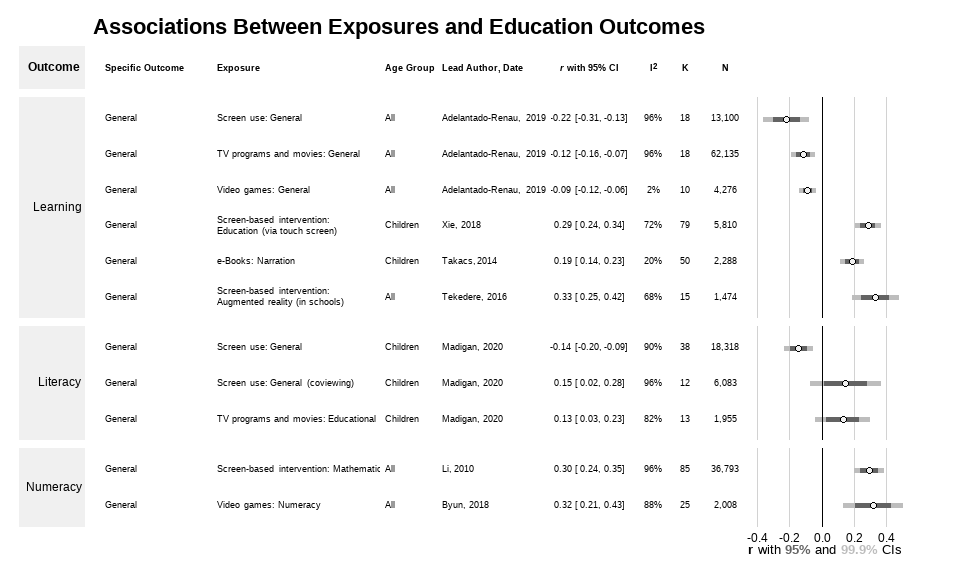 Associations Between Exposures and Education Outcomes
Outcome Specific Outcome Exposure Age Group Lead Author, Date r with 95% CI I2 K N
General Screen use: General All Adelantado-Renau, 2019 -0.22 [-0.31, -0.13] 96% 18 13,100
General TV programs and movies: General All Adelantado-Renau, 2019 -0.12 [-0.16, -0.07] 96% 18 62,135
General Video games: General All Adelantado-Renau, 2019 -0.09 [-0.12, -0.06] 2% 10 4,276
Learning
Screen-based intervention:
General Education (via touch screen) Children Xie, 2018 0.29 [ 0.24, 0.34] 72% 79 5,810
General e-Books: Narration Children Takacs, 2014 0.19 [ 0.14, 0.23] 20% 50 2,288
Screen-based intervention:
General Augmented reality (in schools) All Tekedere, 2016 0.33 [ 0.25, 0.42] 68% 15 1,474
General Screen use: General Children Madigan, 2020 -0.14 [-0.20, -0.09] 90% 38 18,318
Literacy General Screen use: General (coviewing) Children Madigan, 2020 0.15 [ 0.02, 0.28] 96% 12 6,083
General TV programs and movies: Educational Children Madigan, 2020 0.13 [ 0.03, 0.23] 82% 13 1,955
General Screen-based intervention: Mathematic All Li, 2010 0.30 [ 0.24, 0.35] 96% 85 36,793
Numeracy
General Video games: Numeracy All Byun, 2018 0.32 [ 0.21, 0.43] 88% 25 2,008
-0.4 -0.2 0.0 0.2 0.4
r with 95% and 99.9% CIs